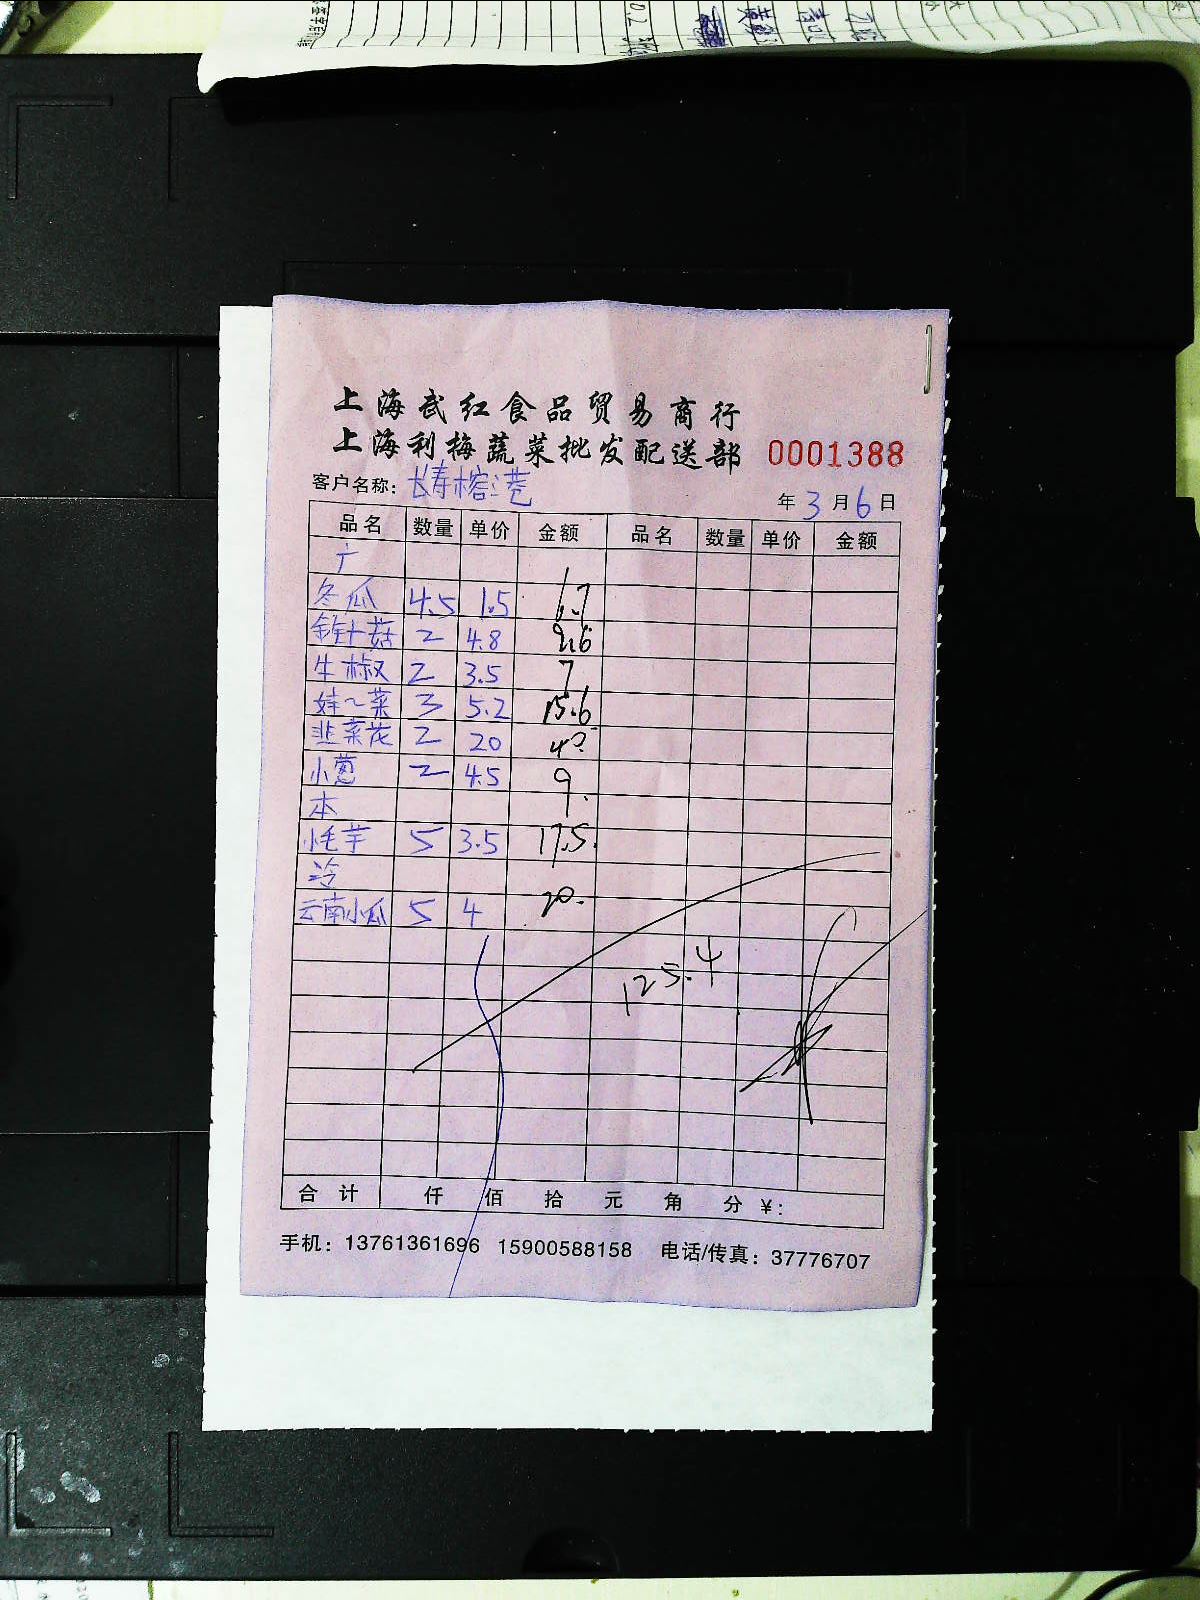 上海武红食品贸易商行
上海利梅蔬菜批发配送部 0001388
客户名称: 长寿榕港 年 3 月 6 日
品名 数量 单价 金额 品名 数量 单价 金额
广
冬瓜 4.5 1.5 6.7
金针菇 2 4.8 9.6
牛椒 2 3.5 7
娃~菜 3 5.2 15.6
韭菜花 2 20 40
小葱 2 4.5 9.
本
小毛芋 5 3.5 17.5.
冷
云南小瓜 5 4 20.
125.4
合计 仟 佰 拾 元 角 分 ¥:
手机: 13761361696 15900588158 电话/传真: 37776707